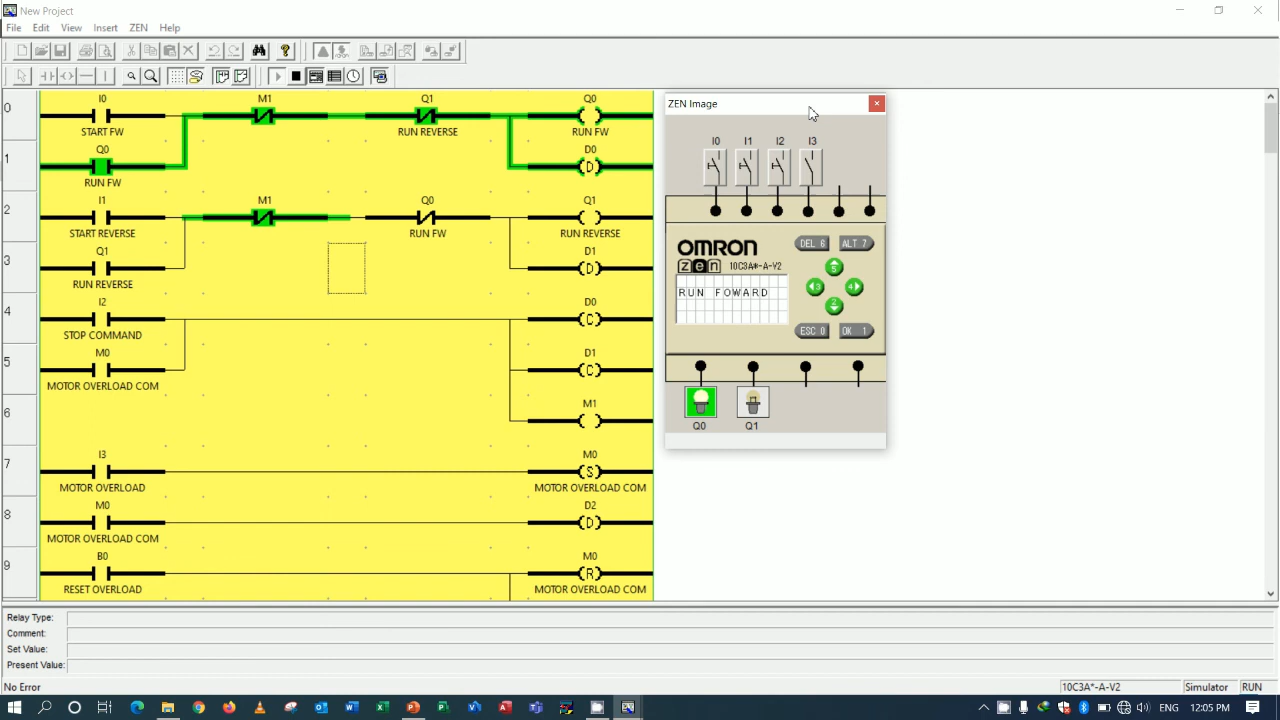 New Project
File Edit View Insert ZEN Help
0 I0 M1 Q1 Q0
START FW RUN REVERSE RUN FW
1 Q0 D0
D
RUN FW
2 I1 M1 Q0 Q1
START REVERSE RUN FW RUN REVERSE
3 Q1 D1
D
RUN REVERSE
4 I2 D0
C
STOP COMMAND
5 M0 D1
C
MOTOR OVERLOAD COM
6 M1
7 I3 M0
S
MOTOR OVERLOAD MOTOR OVERLOAD COM
8 M0 D2
D
MOTOR OVERLOAD COM
9 B0 M0
R
RESET OVERLOAD MOTOR OVERLOAD COM
ZEN Image
I0 I1 I2 I3
OMRON
zen 10C3A*-A-V2
DEL 6 ALT 7
5
3 4
2
ESC 0 OK 1
RUN FOWARD
Q0 Q1
Relay Type:
Comment:
Set Value:
Present Value:
No Error 10C3A*-A-V2 Simulator RUN
12:05 PM